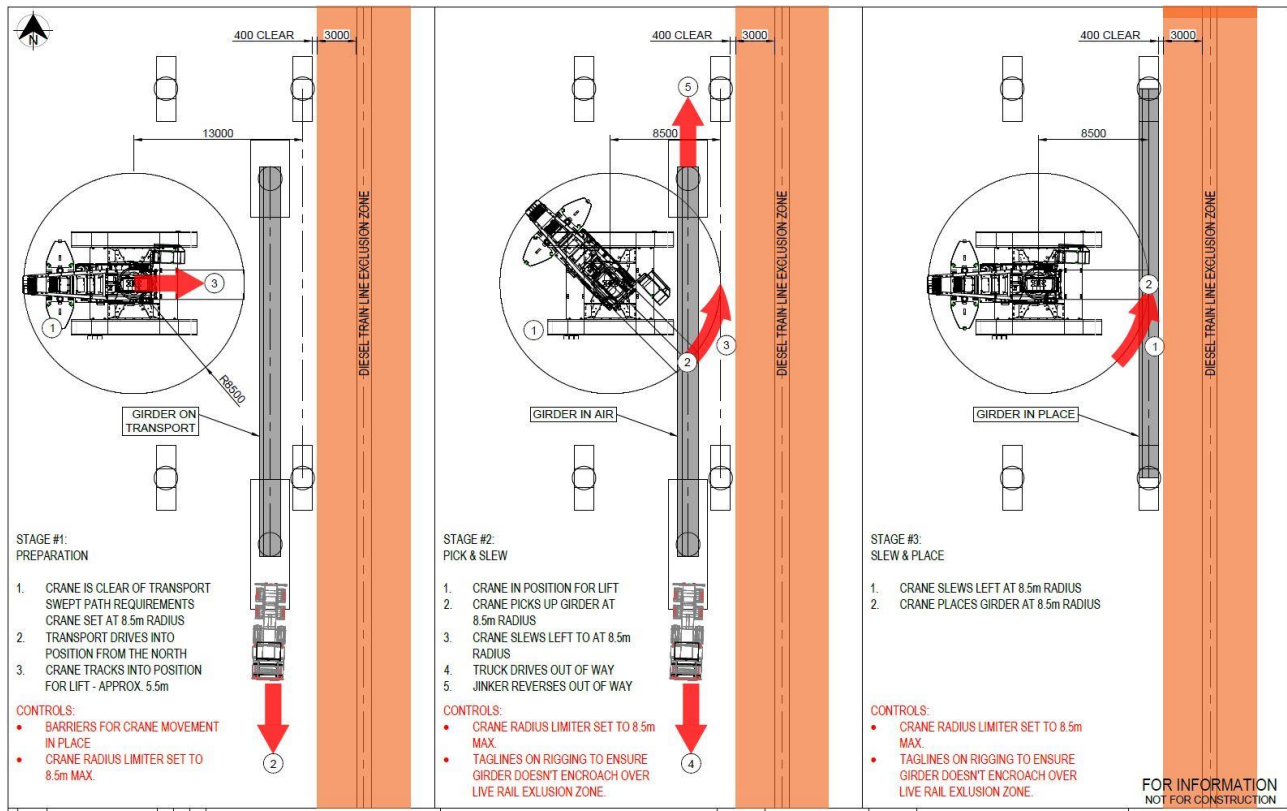 N
400 CLEAR
3000
13000
DIESEL TRAIN LINE EXCLUSION ZONE
3
1
R8500
GIRDER ON
TRANSPORT
STAGE #1:
PREPARATION
1. CRANE IS CLEAR OF TRANSPORT
SWEPT PATH REQUIREMENTS
CRANE SET AT 8.5m RADIUS
2. TRANSPORT DRIVES INTO
POSITION FROM THE NORTH
3. CRANE TRACKS INTO POSITION
FOR LIFT - APPROX. 5.5m
CONTROLS:
• BARRIERS FOR CRANE MOVEMENT
IN PLACE
• CRANE RADIUS LIMITER SET TO
8.5m MAX.
2
400 CLEAR
3000
5
8500
DIESEL TRAIN LINE EXCLUSION ZONE
1
3
2
GIRDER IN AIR
STAGE #2:
PICK & SLEW
1. CRANE IN POSITION FOR LIFT
2. CRANE PICKS UP GIRDER AT
8.5m RADIUS
3. CRANE SLEWS LEFT TO AT 8.5m
RADIUS
4. TRUCK DRIVES OUT OF WAY
5. JINKER REVERSES OUT OF WAY
CONTROLS:
• CRANE RADIUS LIMITER SET TO 8.5m
MAX.
• TAGLINES ON RIGGING TO ENSURE
GIRDER DOESN'T ENCROACH OVER
LIVE RAIL EXLUSION ZONE.
4
400 CLEAR
3000
8500
DIESEL TRAIN LINE EXCLUSION ZONE
2
1
GIRDER IN PLACE
STAGE #3:
SLEW & PLACE
1. CRANE SLEWS LEFT AT 8.5m RADIUS
2. CRANE PLACES GIRDER AT 8.5m RADIUS
CONTROLS:
• CRANE RADIUS LIMITER SET TO 8.5m
MAX.
• TAGLINES ON RIGGING TO ENSURE
GIRDER DOESN'T ENCROACH OVER
LIVE RAIL EXLUSION ZONE.
FOR INFORMATION
NOT FOR CONSTRUCTION